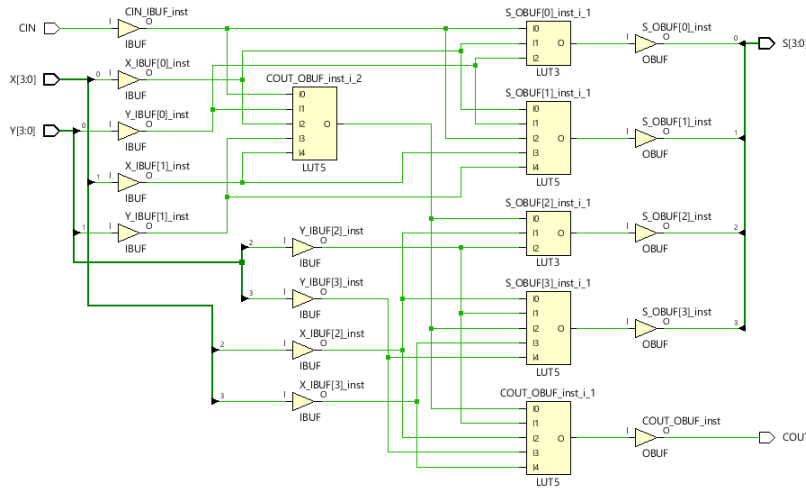 CIN
CIN_IBUF_inst
I
O
IBUF
X[3:0]
0
X_IBUF[0]_inst
I
O
IBUF
Y[3:0]
0
Y_IBUF[0]_inst
I
O
IBUF
1
X_IBUF[1]_inst
I
O
IBUF
1
Y_IBUF[1]_inst
I
O
IBUF
COUT_OBUF_inst_i_2
I0
I1
I2
I3
I4
O
LUT5
2
Y_IBUF[2]_inst
I
O
IBUF
3
Y_IBUF[3]_inst
I
O
IBUF
2
X_IBUF[2]_inst
I
O
IBUF
3
X_IBUF[3]_inst
I
O
IBUF
S_OBUF[0]_inst_i_1
I0
I1
I2
O
LUT3
S_OBUF[1]_inst_i_1
I0
I1
I2
I3
I4
O
LUT5
S_OBUF[2]_inst_i_1
I0
I1
I2
O
LUT3
S_OBUF[3]_inst_i_1
I0
I1
I2
I3
I4
O
LUT5
COUT_OBUF_inst_i_1
I0
I1
I2
I3
I4
O
LUT5
S_OBUF[0]_inst
I
O
OBUF
0
S_OBUF[1]_inst
I
O
OBUF
1
S_OBUF[2]_inst
I
O
OBUF
2
S_OBUF[3]_inst
I
O
OBUF
3
COUT_OBUF_inst
I
O
OBUF
S[3:0]
COUT